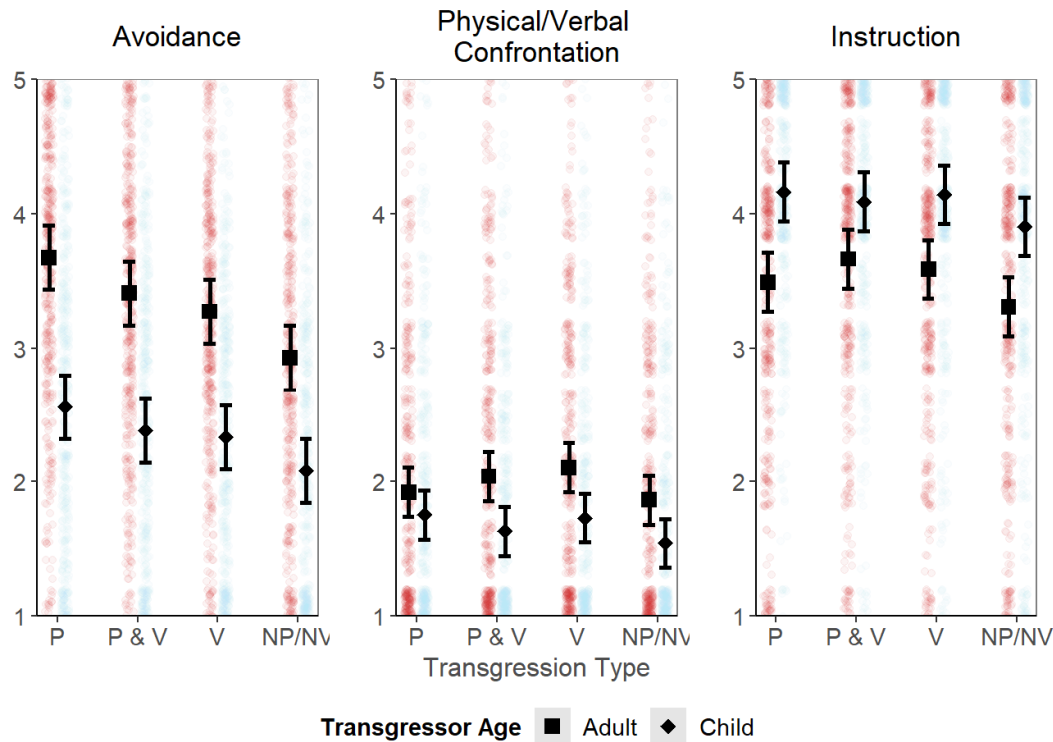 Avoidance
Physical/Verbal
Confrontation
Instruction
5
4
3
2
1
5
4
3
2
1
5
4
3
2
1
P P & V V NP/NV
P P & V V NP/NV
P P & V V NP/NV
Transgression Type
Transgressor Age Adult Child